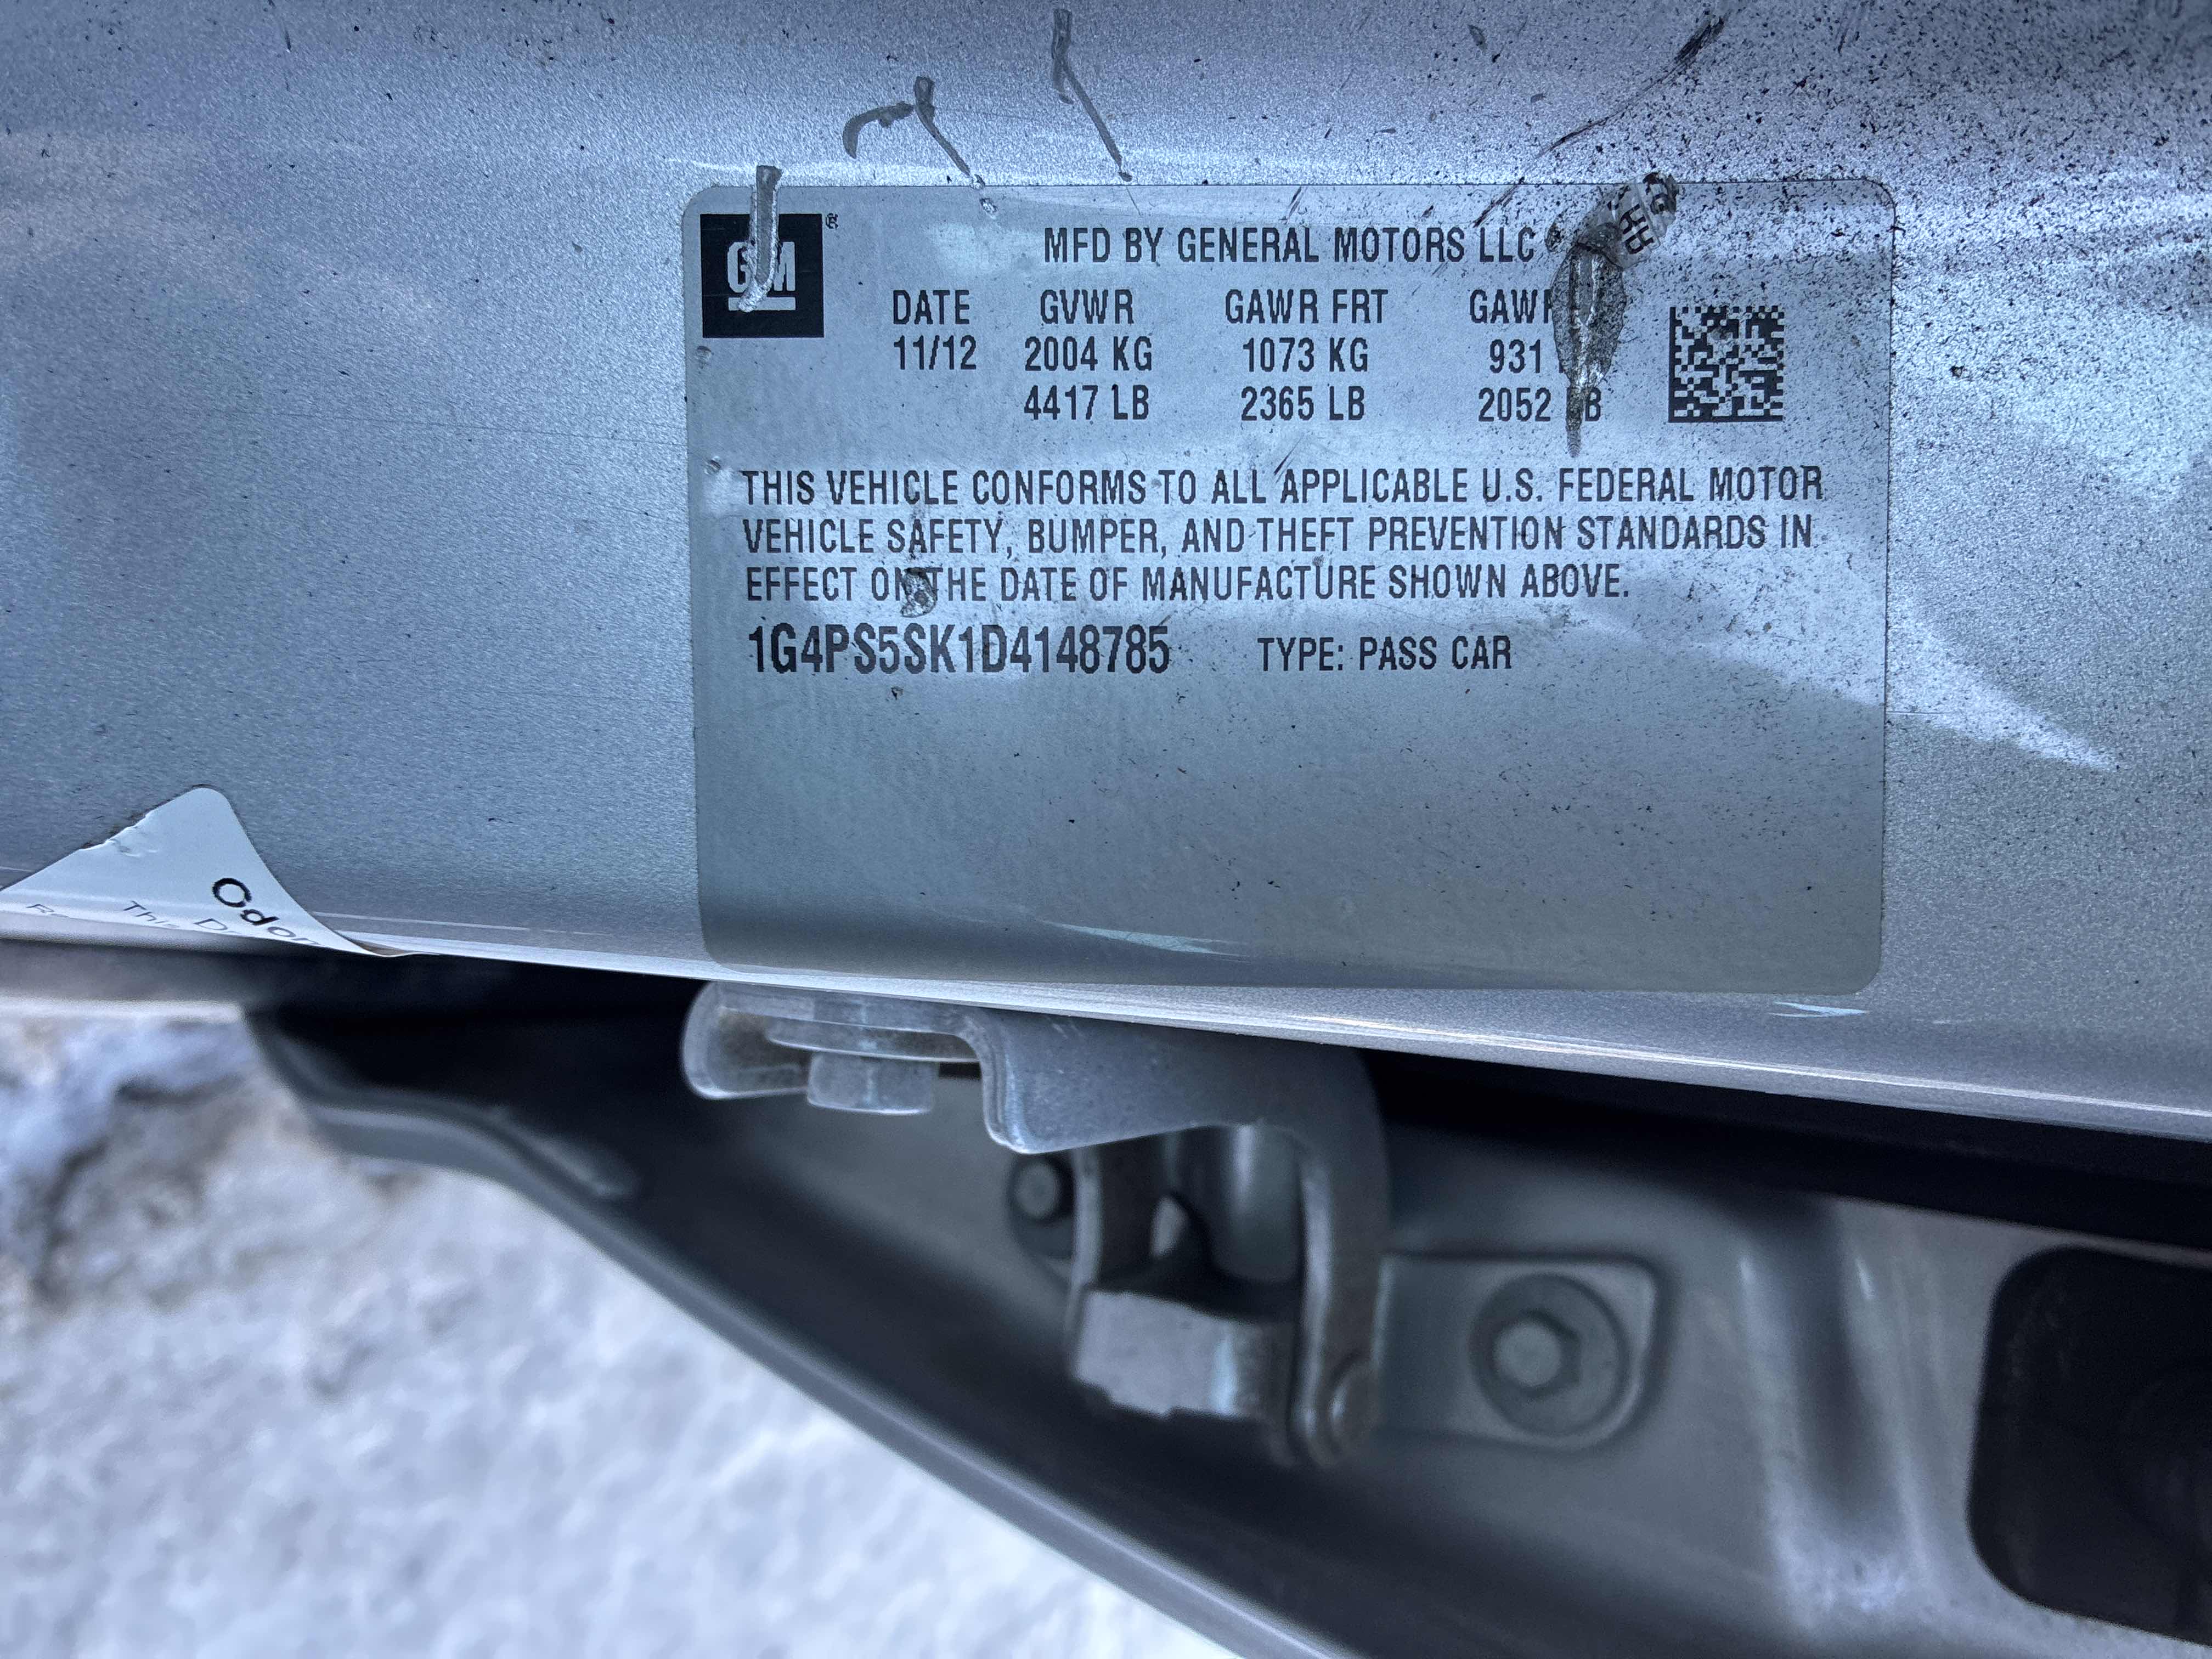 GM ®
MFD BY GENERAL MOTORS LLC
DATE GVWR GAWR FRT
11/12 2004 KG 1073 KG 931
4417 LB 2365 LB 2052 LB
THIS VEHICLE CONFORMS TO ALL APPLICABLE U.S. FEDERAL MOTOR
VEHICLE SAFETY, BUMPER, AND THEFT PREVENTION STANDARDS IN
EFFECT ON THE DATE OF MANUFACTURE SHOWN ABOVE.
1G4PS5SK1D4148785 TYPE: PASS CAR